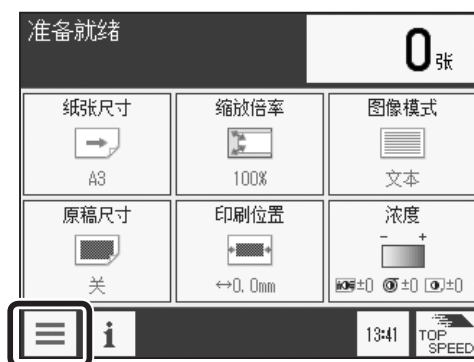 准备就绪
0张
纸张尺寸
缩放倍率
图像模式
A3
100%
文本
原稿尺寸
印刷位置
浓度
- +
关
↔0.0mm
±0 ±0 ±0
i
13:41
TOP
SPEED